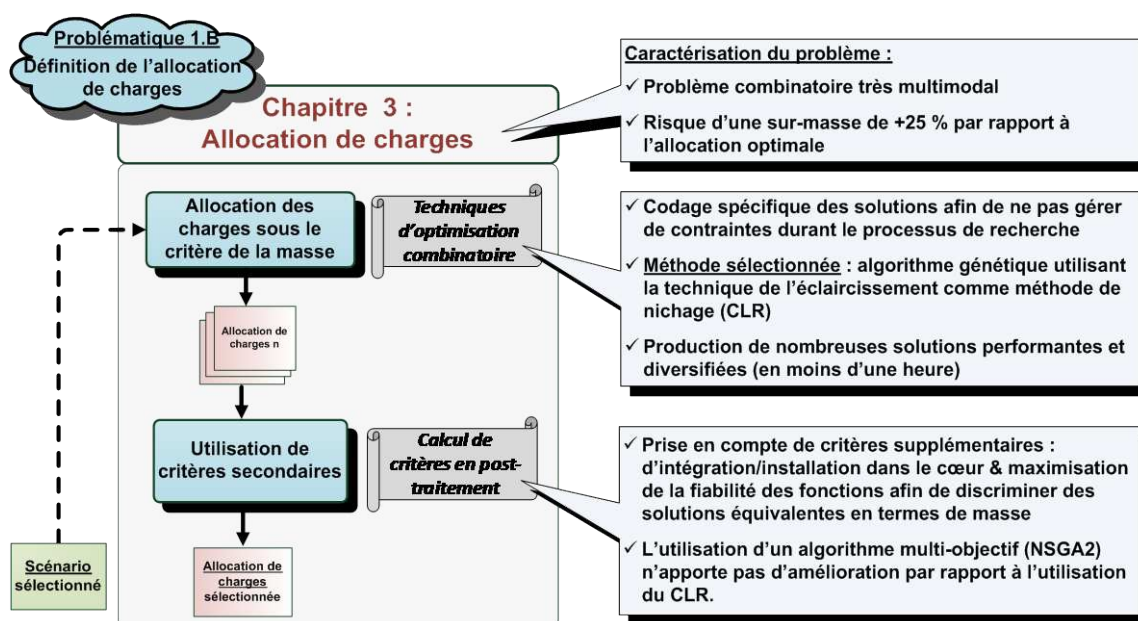 Problématique 1.B
Définition de l'allocation
de charges
Chapitre 3 :
Allocation de charges
Caractérisation du problème :
✓ Problème combinatoire très multimodal
✓ Risque d'une sur-masse de +25 % par rapport à
l'allocation optimale
Allocation des
charges sous le
critère de la masse
Techniques
d'optimisation
combinatoire
✓ Codage spécifique des solutions afin de ne pas gérer
de contraintes durant le processus de recherche
✓ Méthode sélectionnée : algorithme génétique utilisant
la technique de l'éclaircissement comme méthode de
nichage (CLR)
✓ Production de nombreuses solutions performantes et
diversifiées (en moins d'une heure)
Allocation de
charges n
Utilisation de
critères secondaires
Calcul de
critères en post-
traitement
✓ Prise en compte de critères supplémentaires :
d'intégration/installation dans le cœur & maximisation
de la fiabilité des fonctions afin de discriminer des
solutions équivalentes en termes de masse
✓ L'utilisation d'un algorithme multi-objectif (NSGA2)
n'apporte pas d'amélioration par rapport à l'utilisation
du CLR.
Scénario
sélectionné
Allocation de
charges
sélectionnée